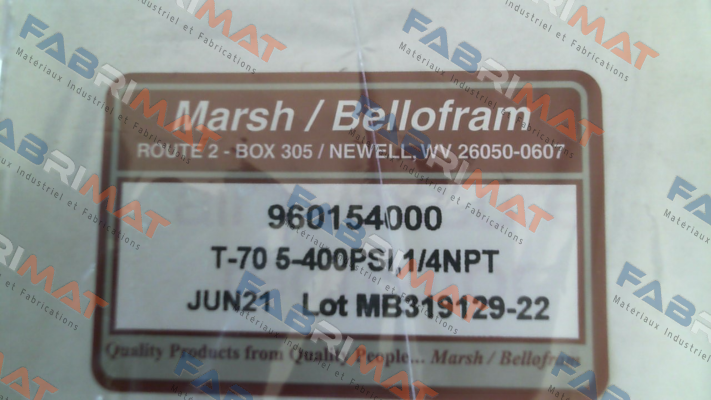 Marsh / Bellofram
ROUTE 2 - BOX 305 / NEWELL, WV 26050-0607
960154000
T-70 5-400PSI,1/4NPT
JUN21 Lot MB319129-22
Quality Products from Quality People... Marsh / Bellofram
FABRIMAT
Matériaux Industriel et Fabrications